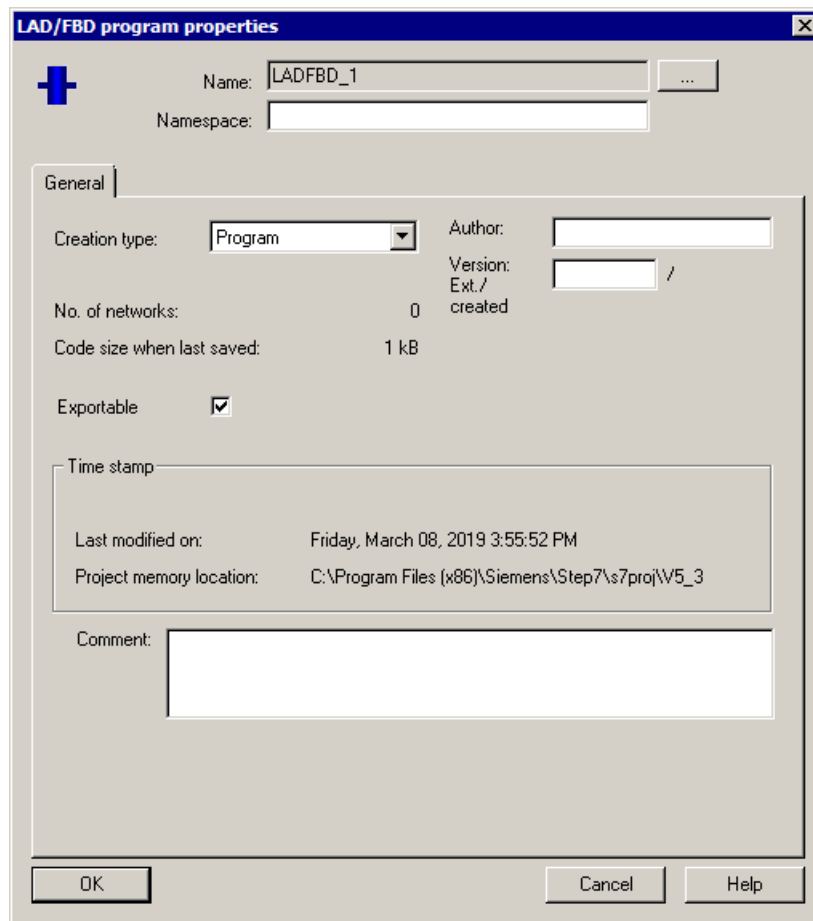 LAD/FBD program properties
Name: LADFBD_1 ...
Namespace:
General
Creation type: Program
Author:
Version: /
Ext./
created
No. of networks: 0
Code size when last saved: 1 kB
Exportable
Time stamp
Last modified on: Friday, March 08, 2019 3:55:52 PM
Project memory location: C:\Program Files (x86)\Siemens\Step7\s7proj\V5_3
Comment:
OK Cancel Help